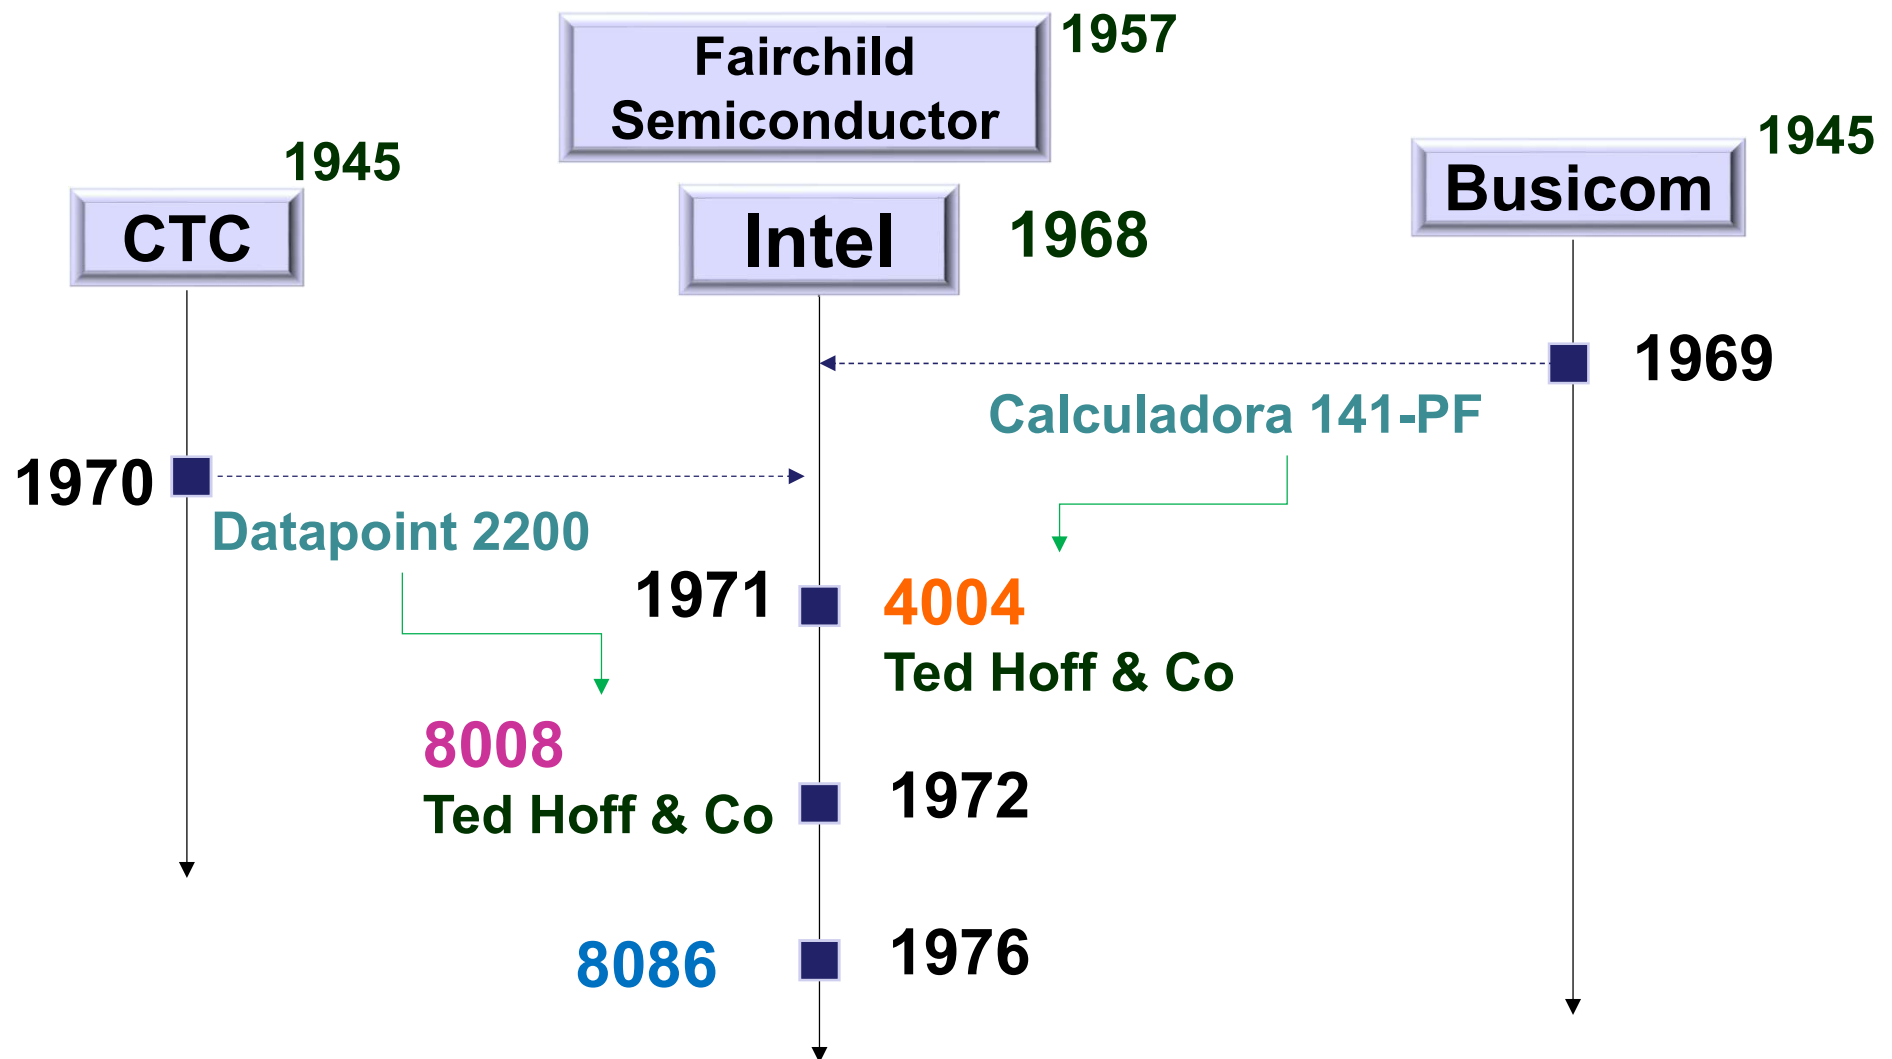 Fairchild
Semiconductor
1957
1945
CTC
Intel
1968
1945
Busicom
1969
Calculadora 141-PF
1970
Datapoint 2200
1971
4004
Ted Hoff & Co
8008
Ted Hoff & Co
1972
8086
1976